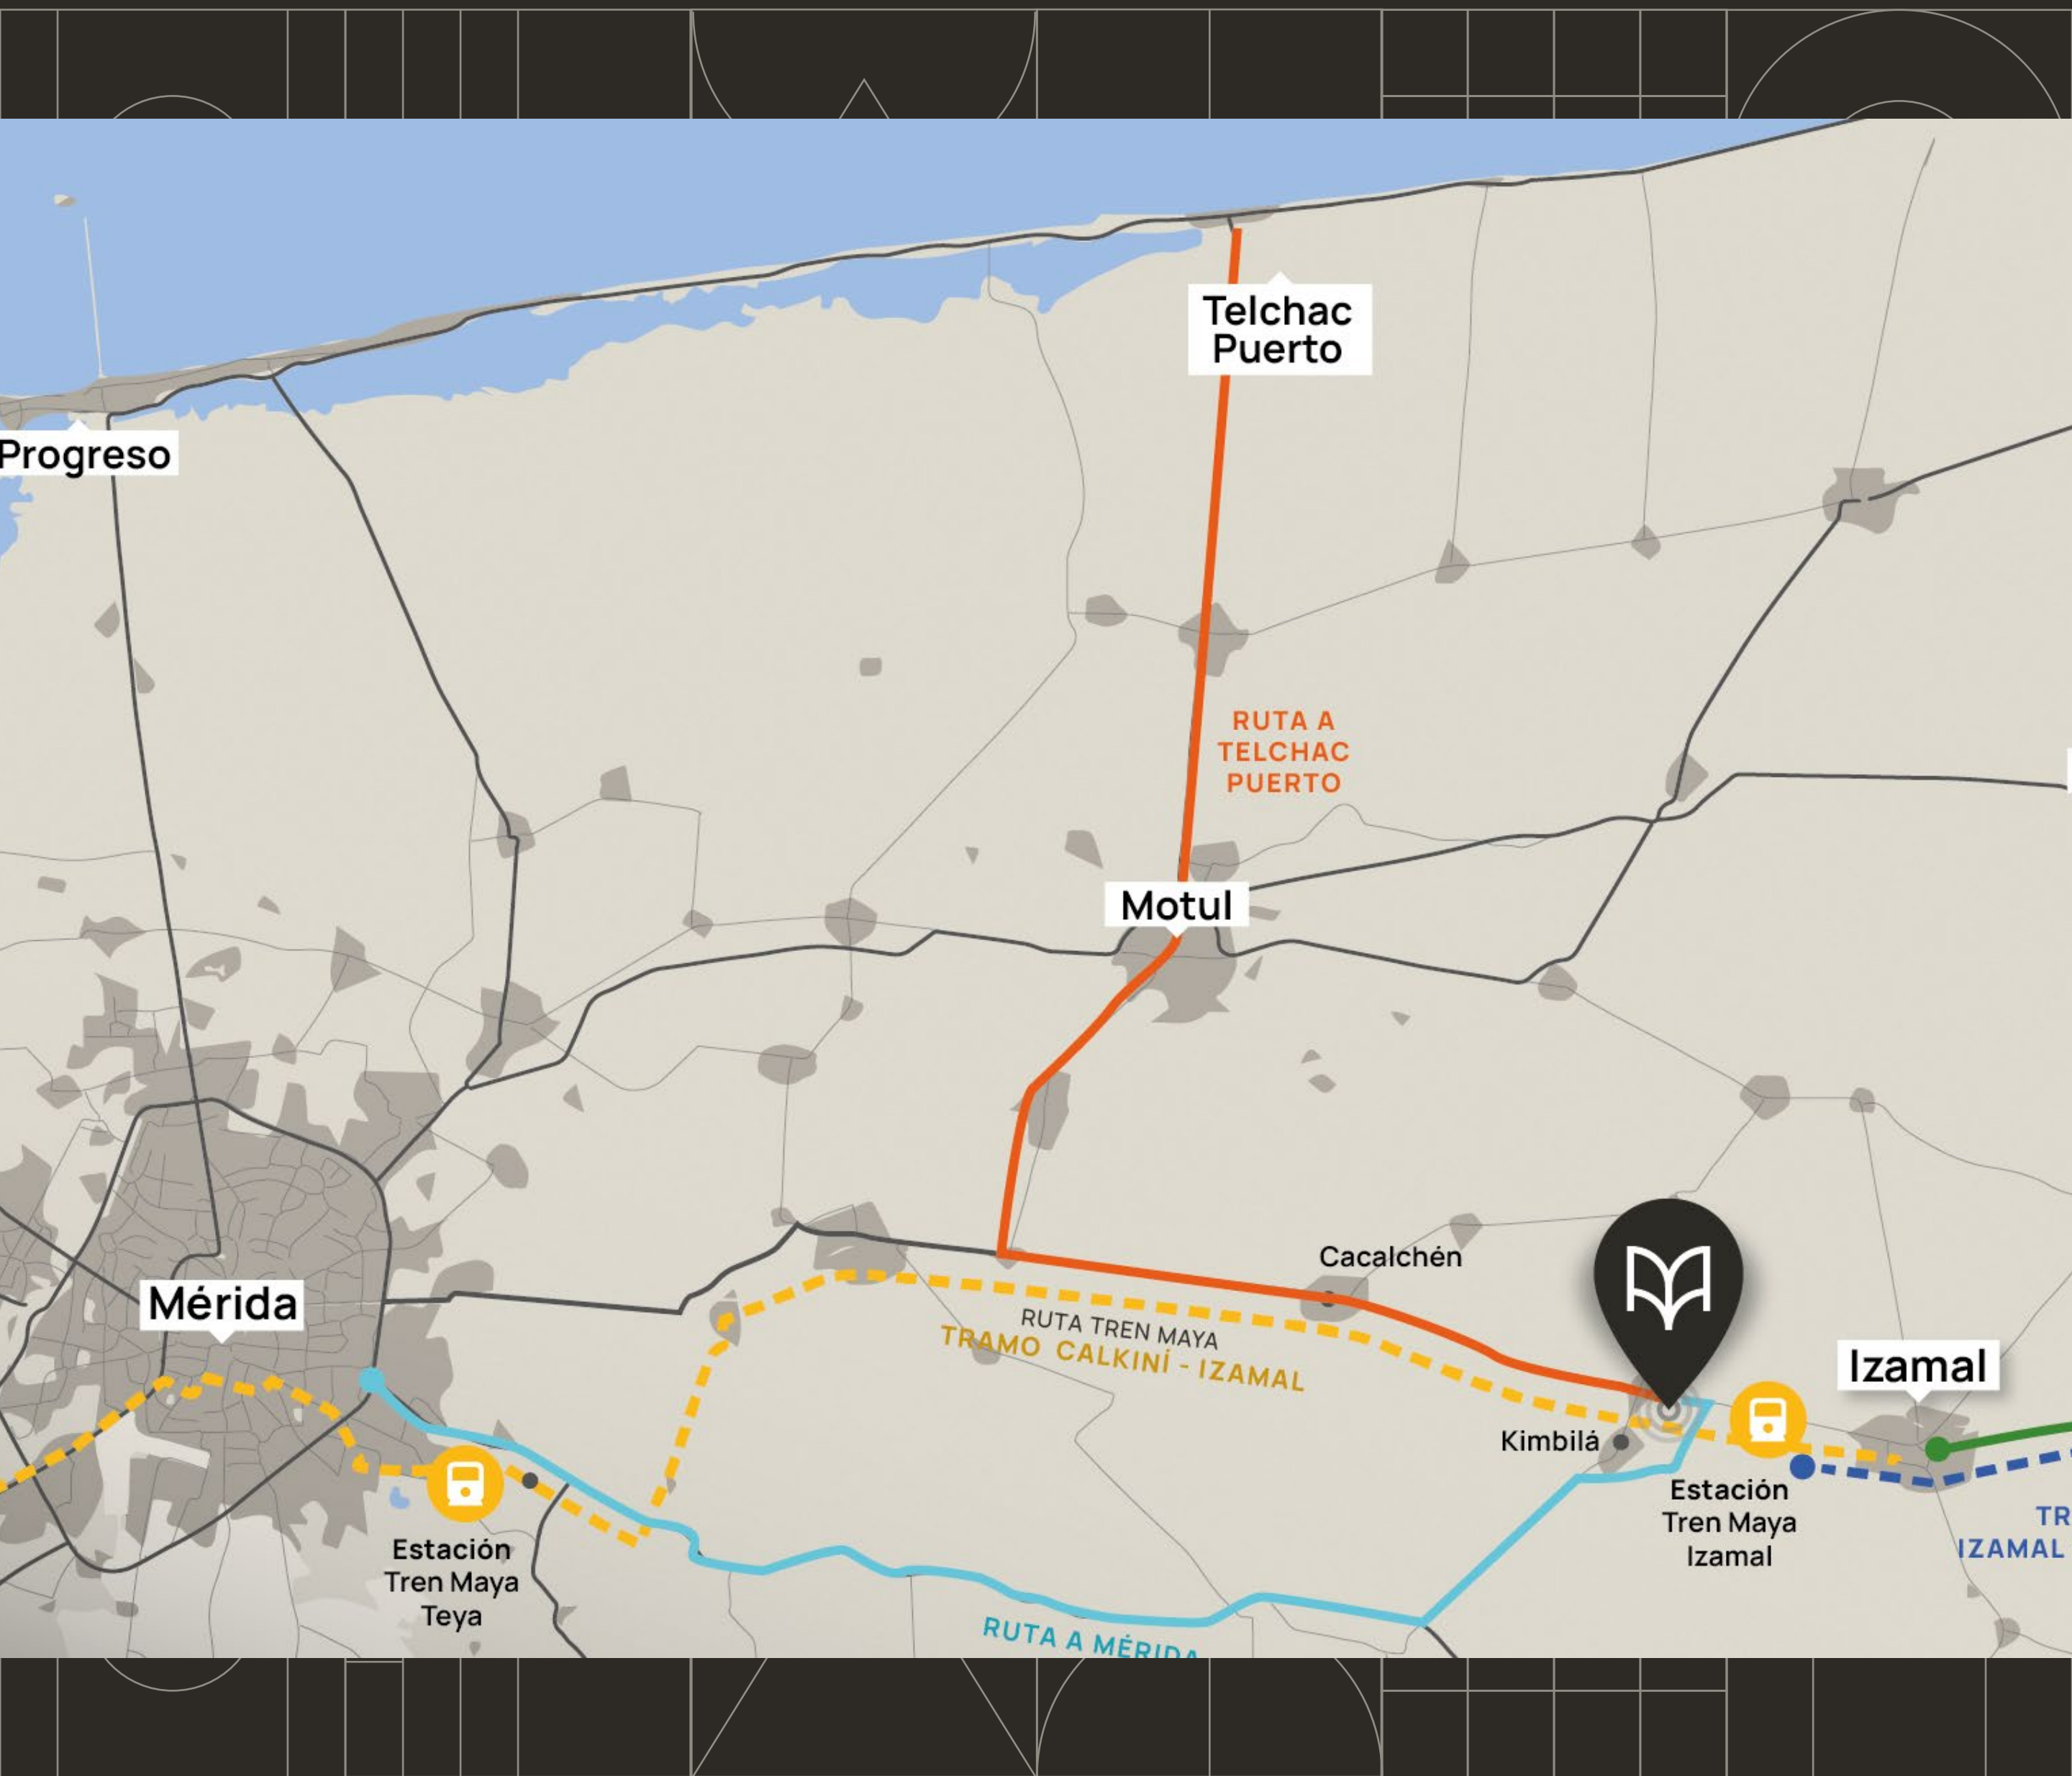 Telchac
Puerto
Progreso
RUTA A
TELCHAC
PUERTO
Motul
Cacalchén
Mérida
RUTA TREN MAYA
TRAMO CALKINÍ - IZAMAL
Izamal
Kimbilá
Estación
Tren Maya
Izamal
Estación
Tren Maya
Teya
TR
IZAMAL
RUTA A MÉRIDA